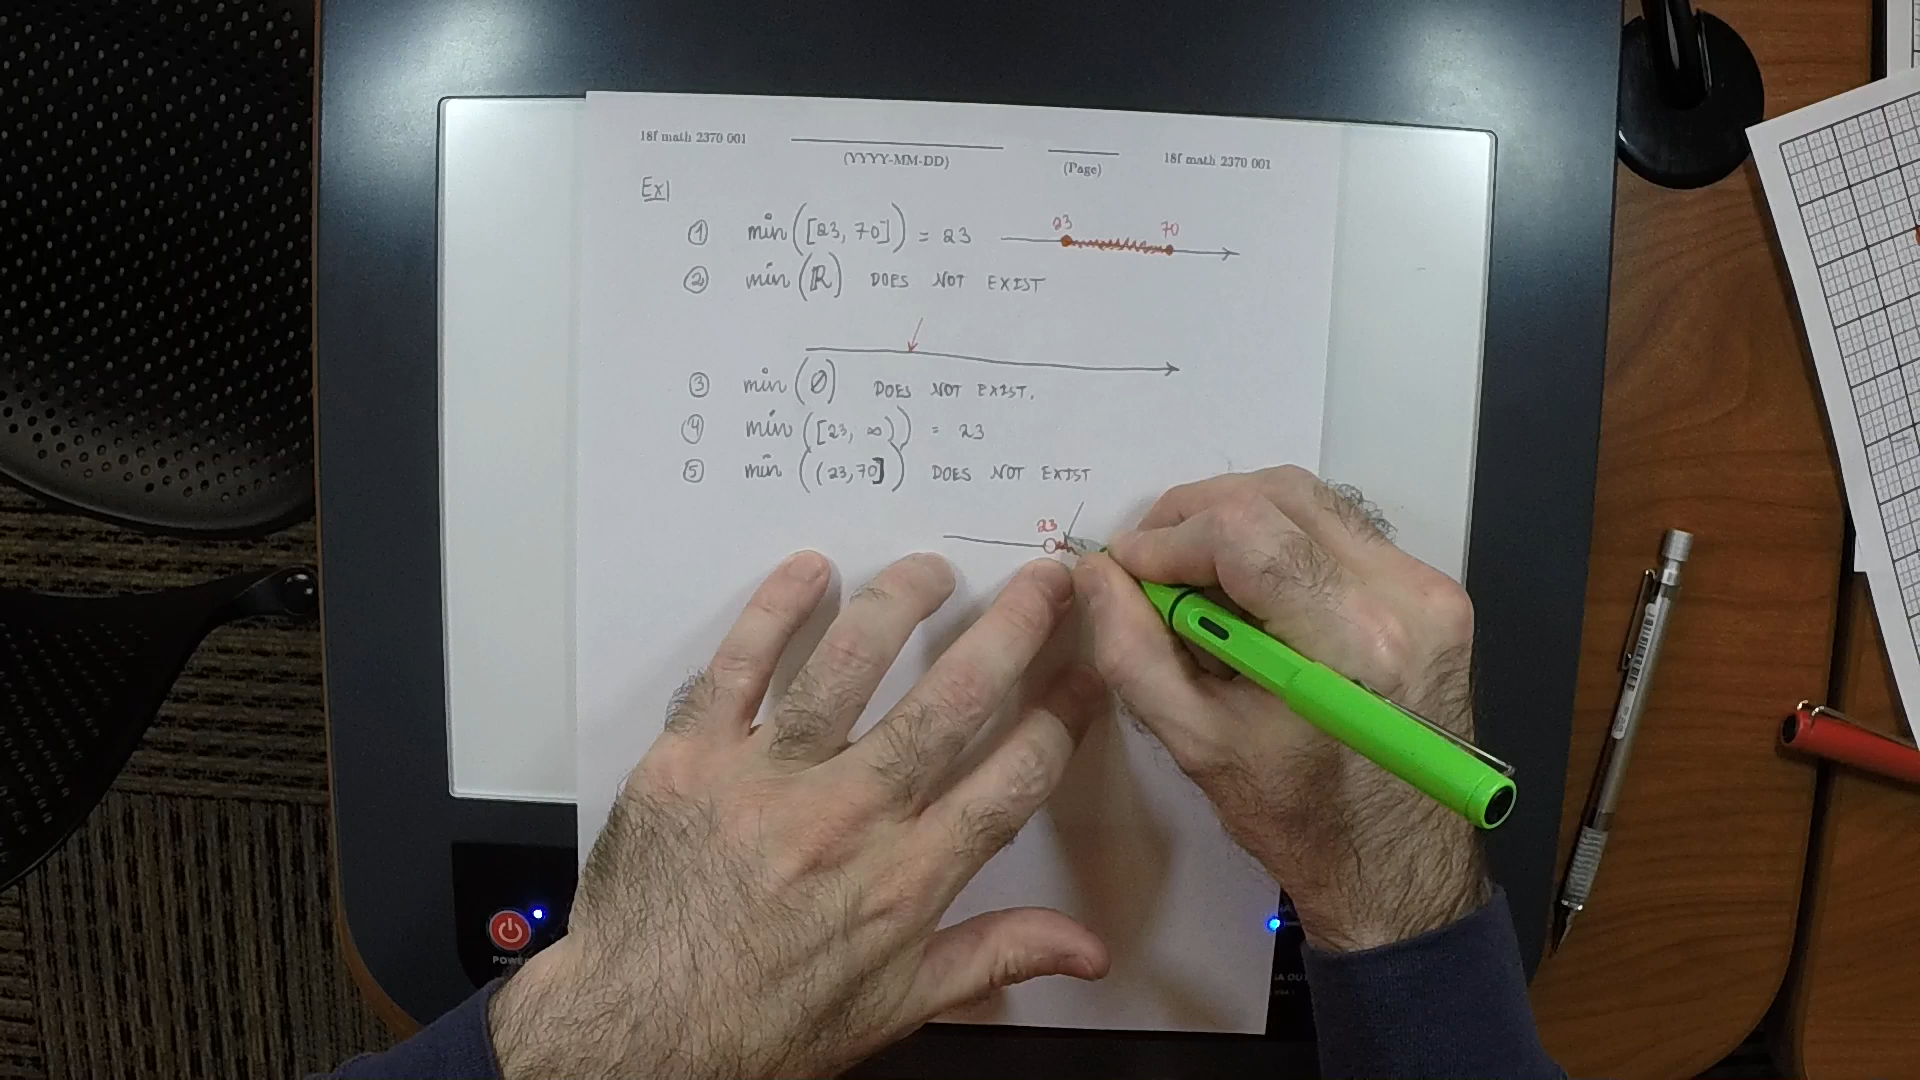 18f math 2370 001 (YYYY-MM-DD) (Page) 18f math 2370 001
Ex
① min([23, 70]) = 23
23 70
② min(ℝ) DOES NOT EXIST
③ min(∅) DOES NOT EXIST.
④ min([23, ∞)) = 23
⑤ min((23,70]) DOES NOT EXIST
23